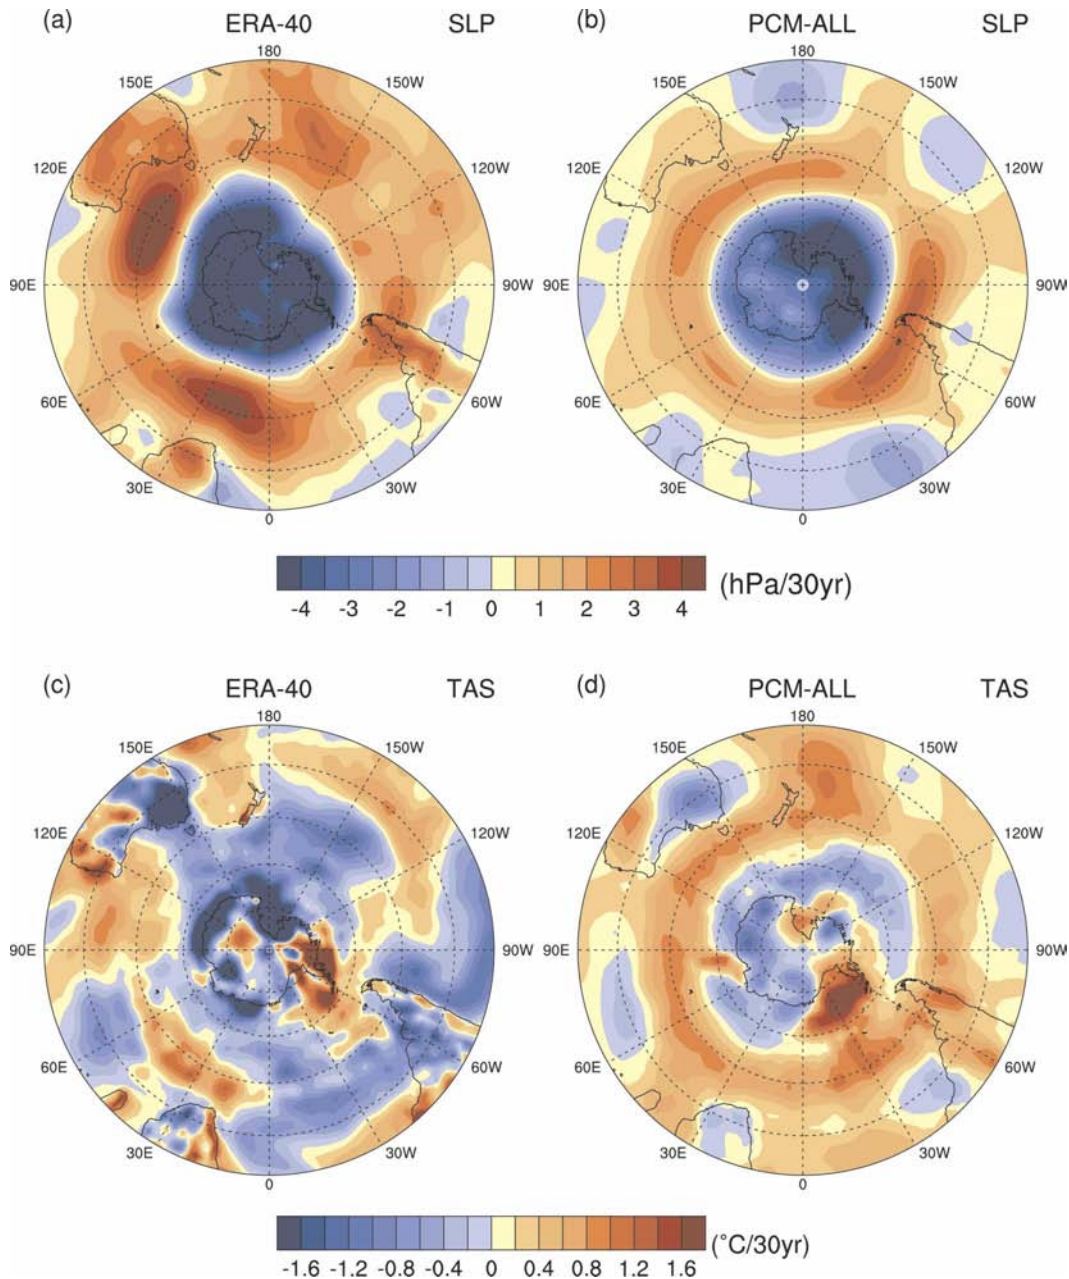 (a) ERA-40 SLP
(b) PCM-ALL SLP
180 180
150E 150W 150E 150W
120E 120W 120E 120W
90E 90W 90E 90W
60E 60W 60E 60W
30E 30W 30E 30W
0 0
(hPa/30yr)
-4 -3 -2 -1 0 1 2 3 4
(c) ERA-40 TAS
(d) PCM-ALL TAS
180 180
150E 150W 150E 150W
120E 120W 120E 120W
90E 90W 90E 90W
60E 60W 60E 60W
30E 30W 30E 30W
0 0
(°C/30yr)
-1.6 -1.2 -0.8 -0.4 0 0.4 0.8 1.2 1.6